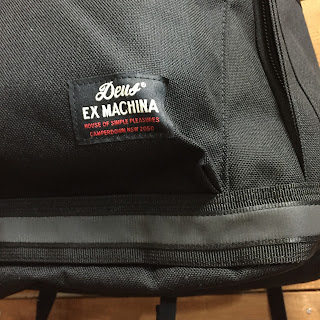 Deus®
EX MACHINA
HOUSE OF SIMPLE PLEASURES
CAMPERDOWN NSW 2050